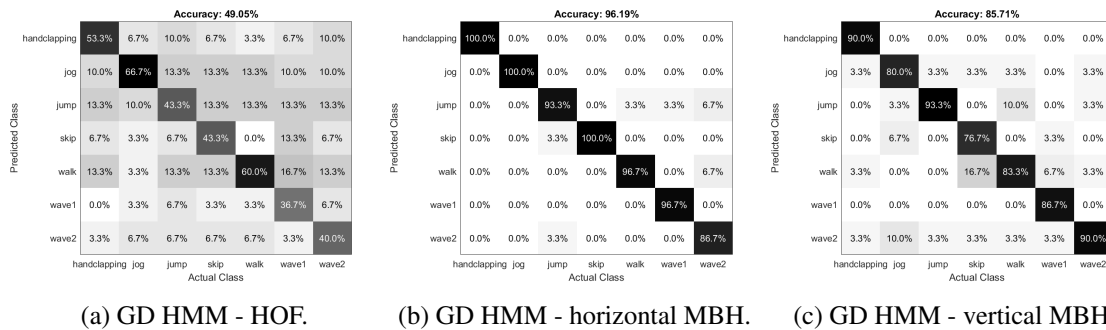 Accuracy: 49.05%
handclapping 53.3% 6.7% 10.0% 6.7% 3.3% 6.7% 10.0%
jog 10.0% 66.7% 13.3% 13.3% 13.3% 10.0% 10.0%
jump 13.3% 10.0% 43.3% 13.3% 13.3% 13.3% 13.3%
skip 6.7% 3.3% 6.7% 43.3% 0.0% 13.3% 6.7%
walk 13.3% 3.3% 13.3% 13.3% 60.0% 16.7% 13.3%
wave1 0.0% 3.3% 6.7% 3.3% 3.3% 36.7% 6.7%
wave2 3.3% 6.7% 6.7% 6.7% 6.7% 3.3% 40.0%
Predicted Class
handclapping jog jump skip walk wave1 wave2
Actual Class
(a) GD HMM - HOF.
Accuracy: 96.19%
handclapping 100.0% 0.0% 0.0% 0.0% 0.0% 0.0% 0.0%
jog 0.0% 100.0% 0.0% 0.0% 0.0% 0.0% 0.0%
jump 0.0% 0.0% 93.3% 0.0% 3.3% 3.3% 6.7%
skip 0.0% 0.0% 3.3% 100.0% 0.0% 0.0% 0.0%
walk 0.0% 0.0% 0.0% 0.0% 96.7% 0.0% 6.7%
wave1 0.0% 0.0% 0.0% 0.0% 0.0% 96.7% 0.0%
wave2 0.0% 0.0% 3.3% 0.0% 0.0% 0.0% 86.7%
Predicted Class
handclapping jog jump skip walk wave1 wave2
Actual Class
(b) GD HMM - horizontal MBH.
Accuracy: 85.71%
handclapping 90.0% 0.0% 0.0% 0.0% 0.0% 0.0% 0.0%
jog 3.3% 80.0% 3.3% 3.3% 3.3% 0.0% 3.3%
jump 0.0% 3.3% 93.3% 0.0% 10.0% 0.0% 3.3%
skip 0.0% 6.7% 0.0% 76.7% 0.0% 3.3% 0.0%
walk 3.3% 0.0% 0.0% 16.7% 83.3% 6.7% 3.3%
wave1 0.0% 0.0% 0.0% 0.0% 0.0% 86.7% 0.0%
wave2 3.3% 10.0% 3.3% 3.3% 3.3% 3.3% 90.0%
Predicted Class
handclapping jog jump skip walk wave1 wave2
Actual Class
(c) GD HMM - vertical MBH